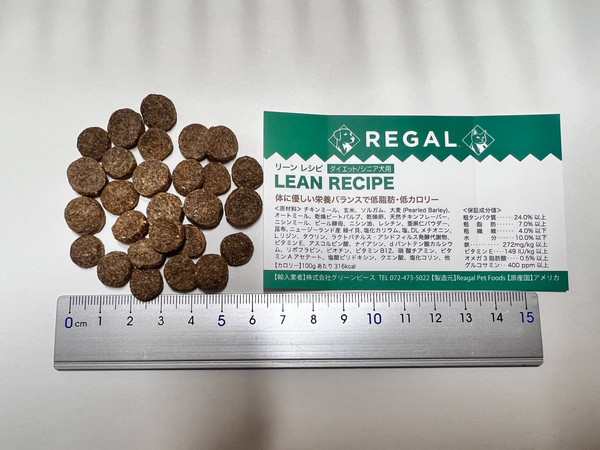 REGAL
リーン レシピ ダイエット/シニア犬用
LEAN RECIPE
体に優しい栄養バランスで低脂肪・低カロリー
<原材料> チキンミール, 玄米, ソルガム, 大麦 (Pearled Barley),
オートミール, 乾燥ビートパルプ, 乾燥卵, 天然チキンフレーバー,
ニシンミール, ビール酵母, ニシン油, レシチン, 亜麻仁パウダー,
昆布, ニュージーランド産 緑イ貝, 塩化カリウム, 塩, DLメチオニン,
Lリジン, タウリン, ラクトバチルス・アシドフィルス発酵代謝物,
ビタミンE, アスコルビン酸, ナイアシン, dパントテン酸カルシウ
ム, リボフラビン, ビオチン, ビタミンB12, 硝酸チアミン, ビタミ
ンAアセテート, 塩酸ピリドキシン, クエン酸, 塩化コリン, 他
【カロリー】100gあたり 316kcal
<保証成分値>
粗タンパク質 24.0% 以上
粗脂肪 7.0% 以上
粗繊維 4.0% 以下
水分 10.0% 以下
鉄 272mg/kg 以上
ビタミンE 149 IU/kg 以上
オメガ3脂肪酸 0.5% 以上
グルコサミン 400 ppm 以上
【輸入業者】株式会社グリーンピース TEL 072-473-5022 【製造元】Reagal Pet Foods 【原産国】アメリカ
0 cm 1 2 3 4 5 6 7 8 9 10 11 12 13 14 15